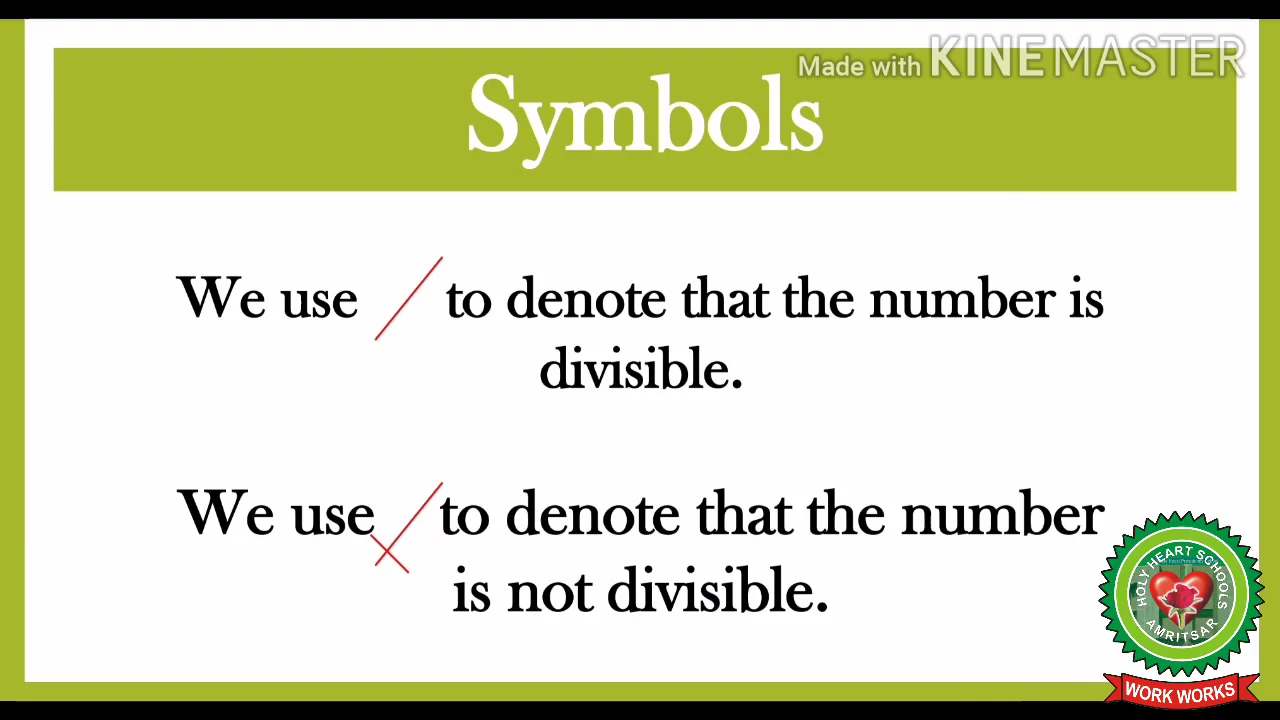 Made with KINEMASTER
Symbols
We use / to denote that the number is
divisible.
We use to denote that the number
is not divisible.
HOLY HEART SCHOOLS
AMRITSAR
WORK WORKS